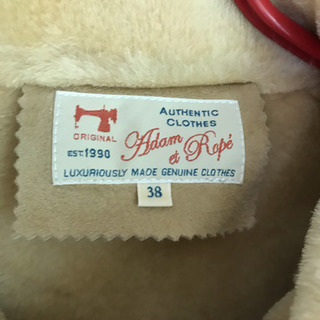 AUTHENTIC
CLOTHES
ORIGINAL
EST. 1990
Adam
et Ropé
LUXURIOUSLY MADE GENUINE CLOTHES
38